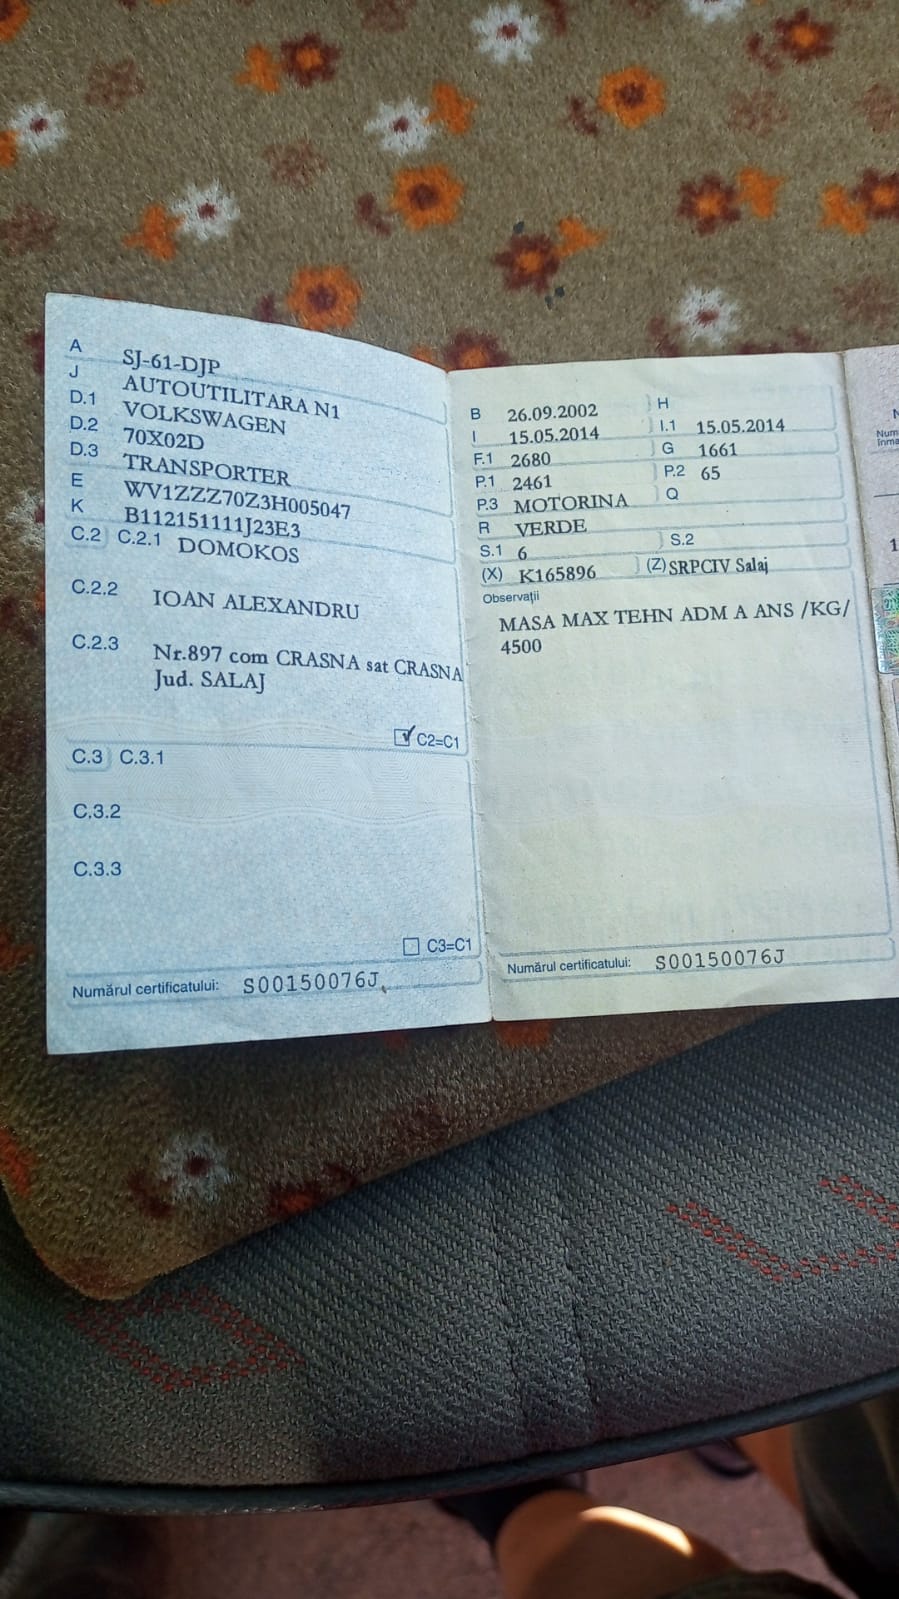 A SJ-61-DJP
J AUTOUTILITARA N1
D.1 VOLKSWAGEN
D.2 70X02D
D.3 TRANSPORTER
E WV1ZZZ70Z3H005047
K B112151111J23E3
C.2 C.2.1 DOMOKOS
C.2.2 IOAN ALEXANDRU
C.2.3 Nr.897 com CRASNA sat CRASNA
Jud. SALAJ
C2=C1
C.3 C.3.1
C.3.2
C.3.3
C3=C1
Numărul certificatului: S00150076J
B 26.09.2002 H
I 15.05.2014 I.1 15.05.2014
F.1 2680 G 1661
P.1 2461 P.2 65
P.3 MOTORINA Q
R VERDE
S.1 6 S.2
(X) K165896 (Z) SRPCIV Salaj
Observații
MASA MAX TEHN ADM A ANS /KG/
4500
Numărul certificatului: S00150076J